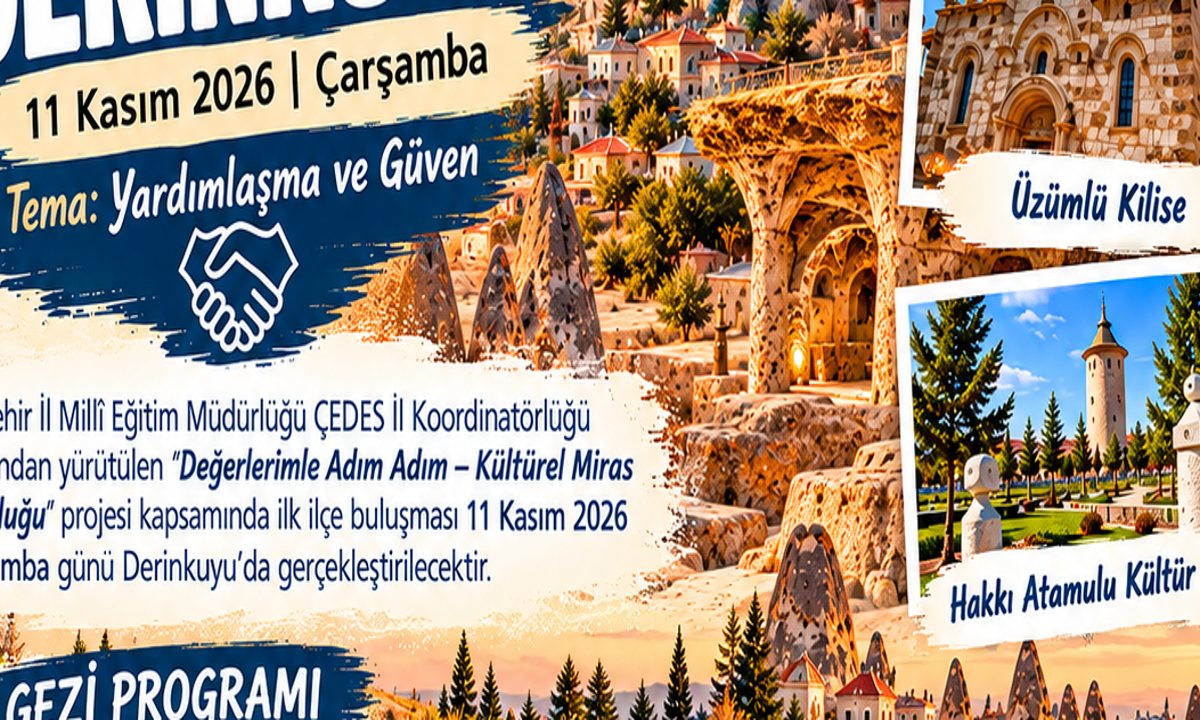 11 Kasım 2026 | Çarşamba
Tema: Yardımlaşma ve Güven
İl Millî Eğitim Müdürlüğü ÇEDES İl Koordinatörlüğü
yürütülen “Değerlerimle Adım Adım – Kültürel Miras
projesi kapsamında ilk ilçe buluşması 11 Kasım 2026
günü Derinkuyu’da gerçekleştirilecektir.
GEZİ PROGRAMI
Üzümlü Kilise
Hakkı Atamulu Kültür